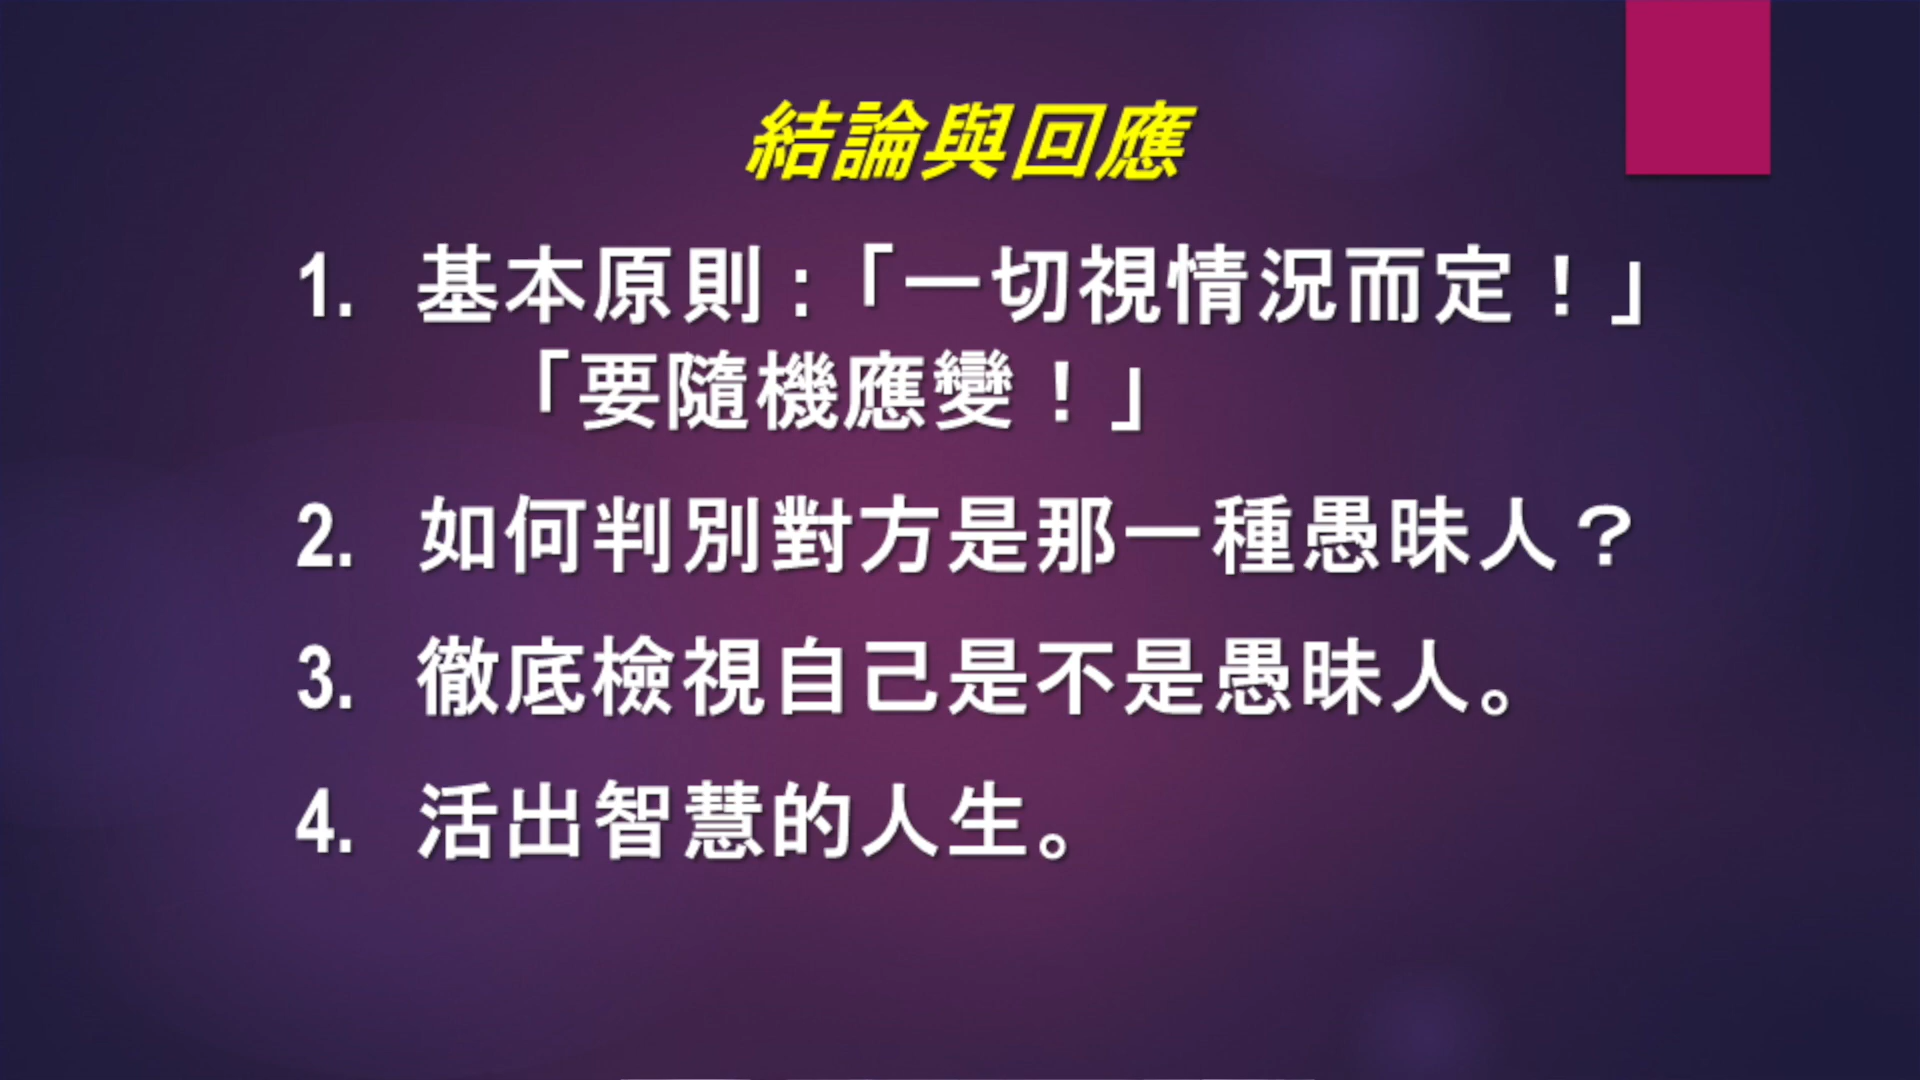 結論與回應
1. 基本原則:「一切視情況而定!」
「要隨機應變!」
2. 如何判別對方是那一種愚昧人?
3. 徹底檢視自己是不是愚昧人。
4. 活出智慧的人生。